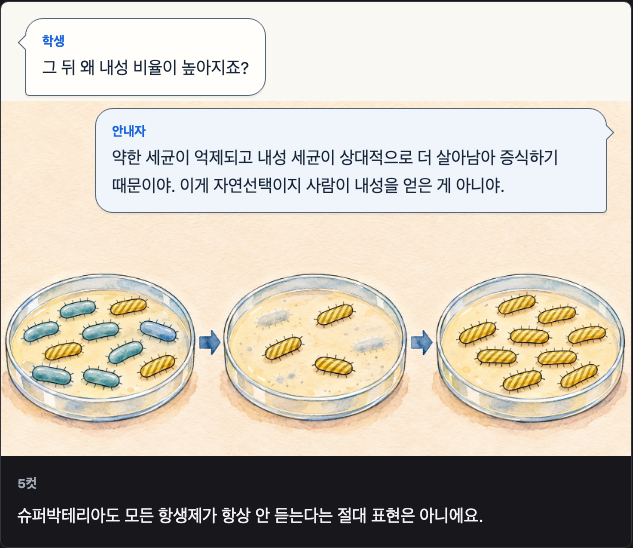 학생
그 뒤 왜 내성 비율이 높아지죠?
안내자
약한 세균이 억제되고 내성 세균이 상대적으로 더 살아남아 증식하기
때문이야. 이게 자연선택이지 사람이 내성을 얻은 게 아니야.
5컷
슈퍼박테리아도 모든 항생제가 항상 안 듣는다는 절대 표현은 아니에요.